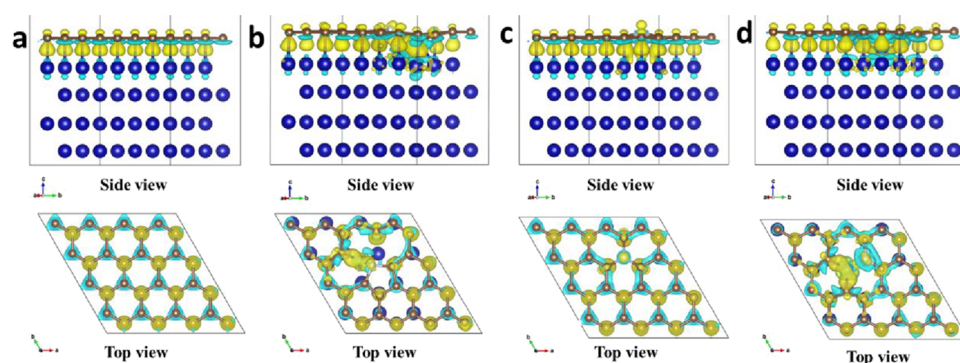 a b c d
Side view Side view Side view Side view
c a b c a b c a b c a b
Top view Top view Top view Top view
b a b a b a b a